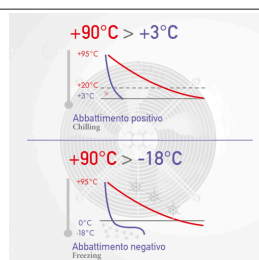 +90°C > +3°C
+95°C
+20°C
+3°C
Abbattimento positivo
Chilling
+90°C > -18°C
+95°C
0°C
-18°C
Abbattimento negativo
Freezing